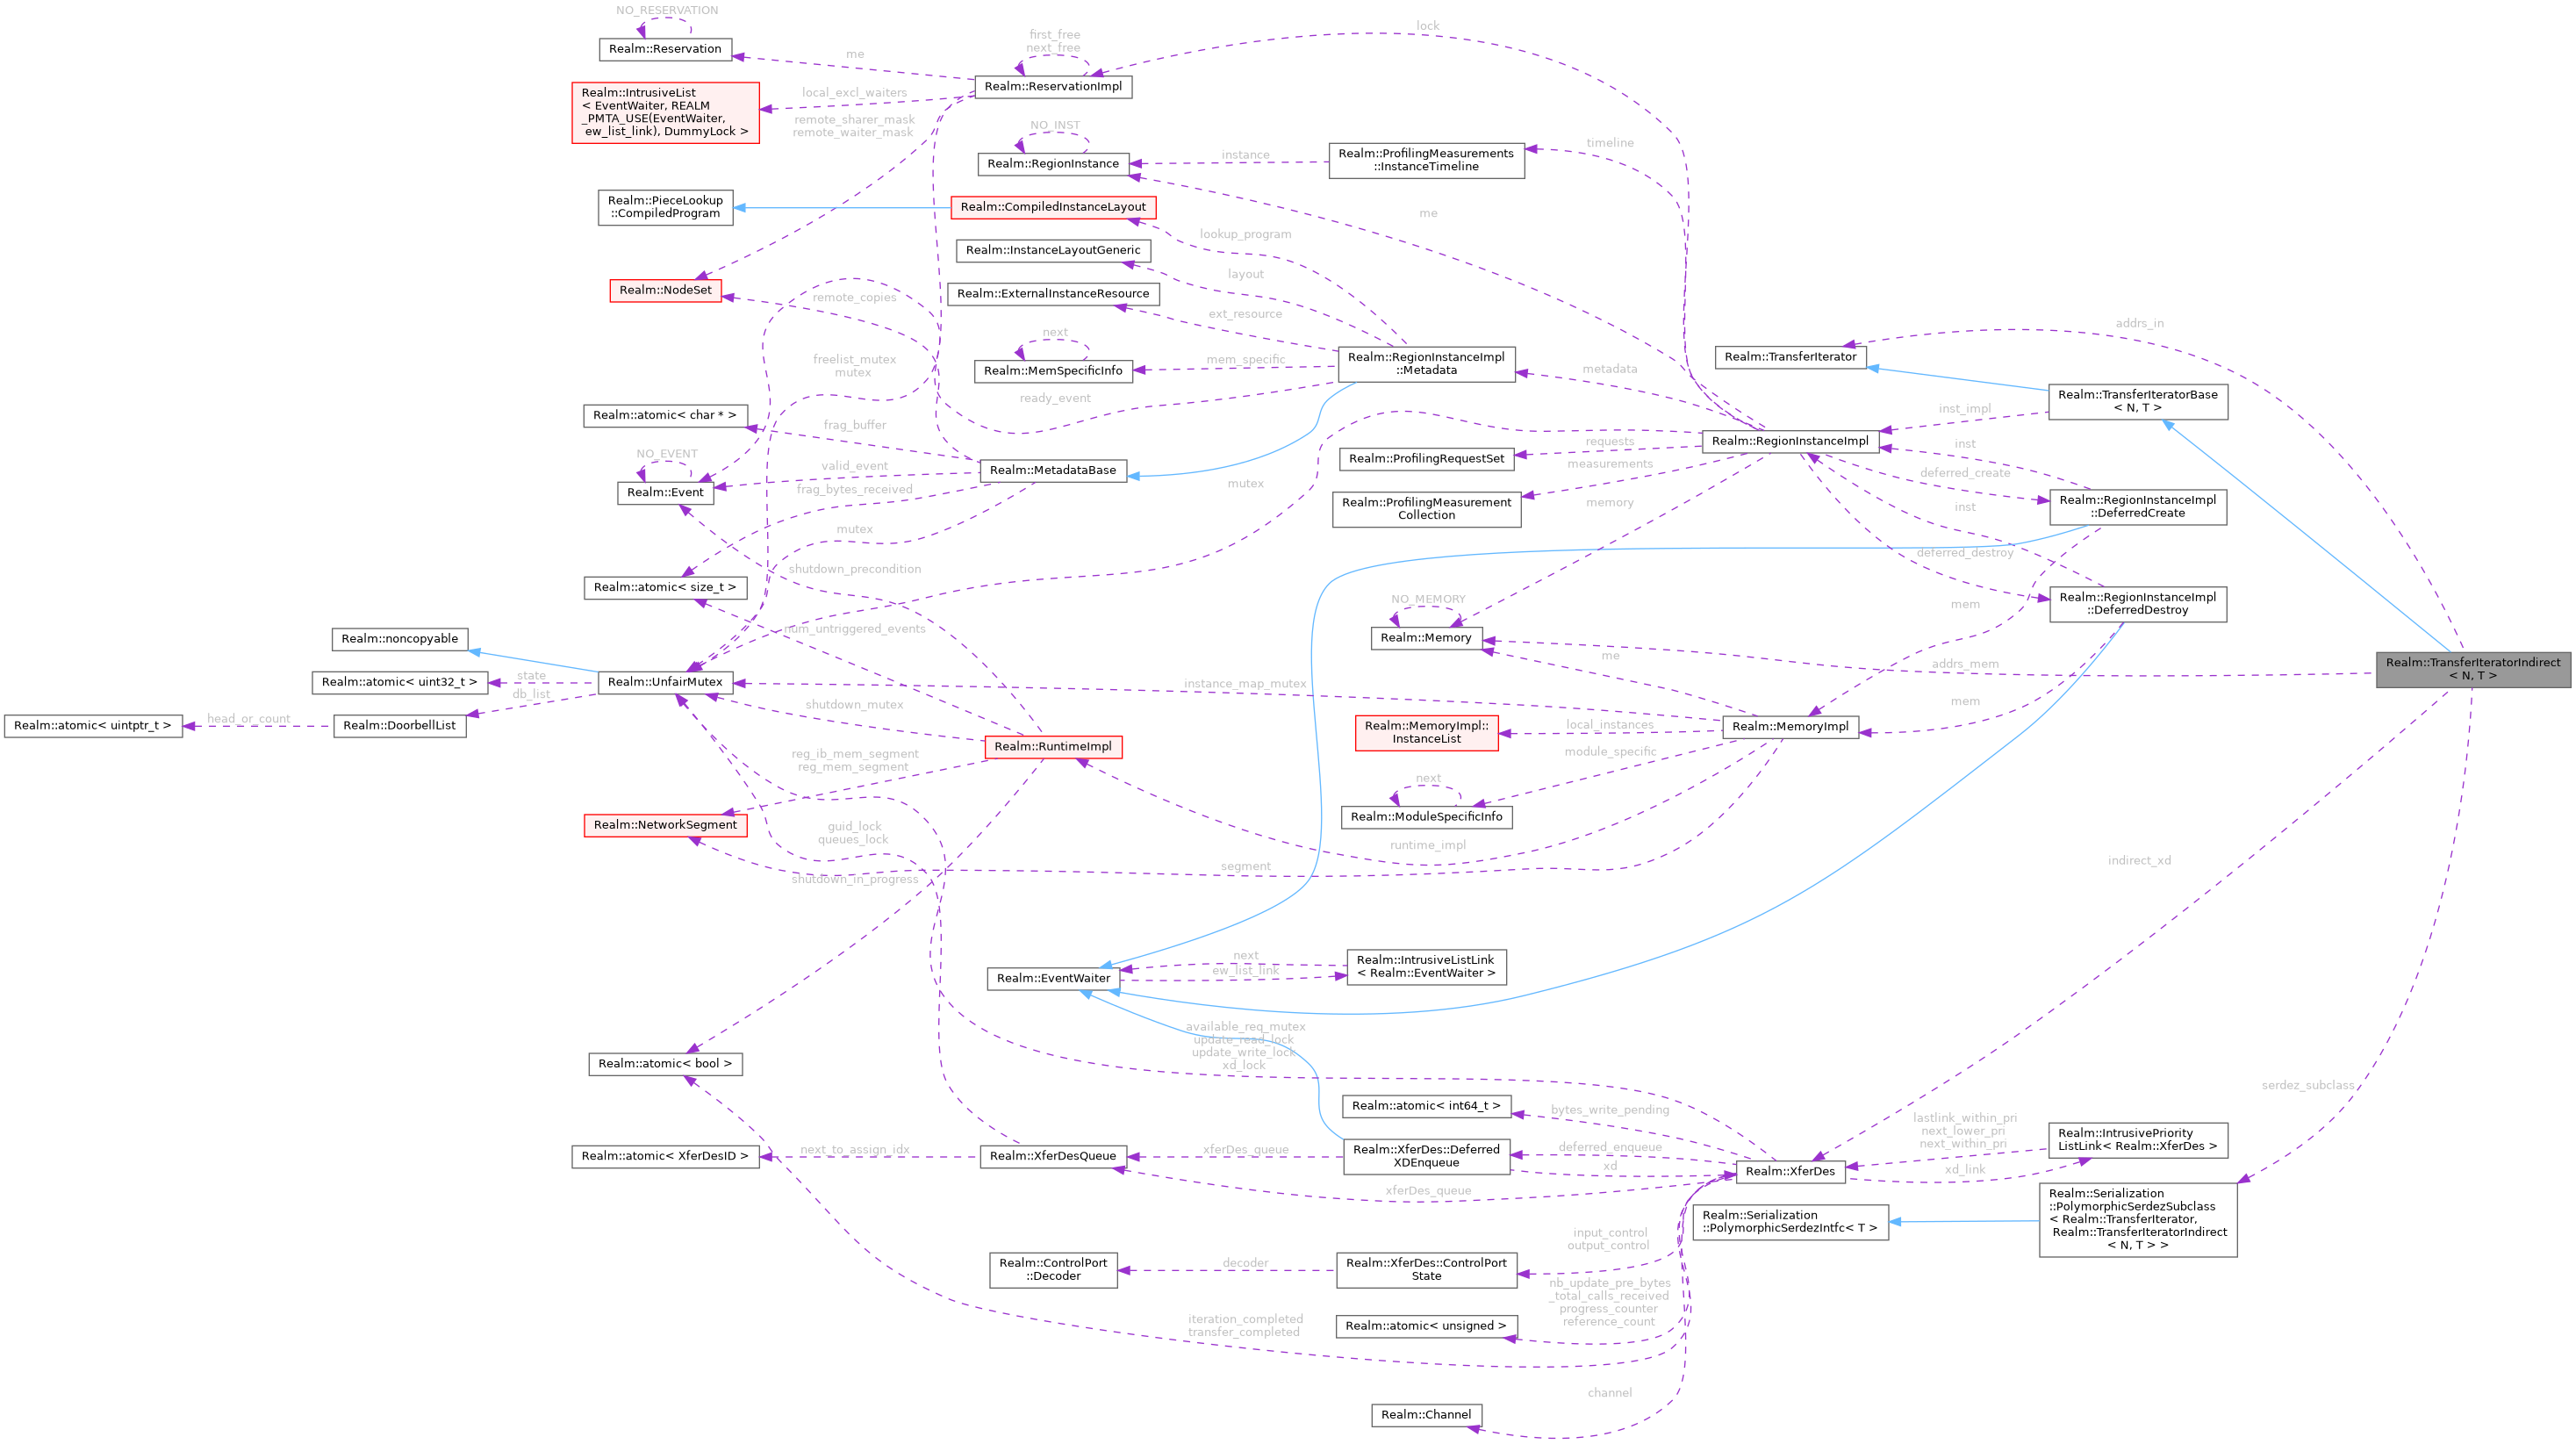 NO_RESERVATION
Realm::Reservation
me
first_free
next_free
Realm::ReservationImpl
lock
Realm::IntrusiveList
< EventWaiter, REALM
_PMTA_USE(EventWaiter,
ew_list_link), DummyLock >
local_excl_waiters
remote_sharer_mask
remote_waiter_mask
NO_INST
Realm::RegionInstance
instance
Realm::ProfilingMeasurements
::InstanceTimeline
timeline
Realm::PieceLookup
::CompiledProgram
Realm::CompiledInstanceLayout
lookup_program
me
Realm::InstanceLayoutGeneric
layout
Realm::NodeSet
remote_copies
Realm::ExternalInstanceResource
ext_resource
next
Realm::MemSpecificInfo
mem_specific
Realm::RegionInstanceImpl
::Metadata
metadata
Realm::TransferIterator
addrs_in
freelist_mutex
mutex
ready_event
Realm::TransferIteratorBase
< N, T >
inst_impl
Realm::atomic< char * >
frag_buffer
Realm::RegionInstanceImpl
requests
Realm::ProfilingRequestSet
measurements
inst
NO_EVENT
Realm::Event
valid_event
Realm::MetadataBase
frag_bytes_received
mutex
mutex
Realm::ProfilingMeasurement
Collection
memory
deferred_create
inst
Realm::RegionInstanceImpl
::DeferredCreate
deferred_destroy
shutdown_precondition
Realm::atomic< size_t >
NO_MEMORY
Realm::Memory
mem
Realm::RegionInstanceImpl
::DeferredDestroy
num_untriggered_events
Realm::noncopyable
me
addrs_mem
Realm::TransferIteratorIndirect
< N, T >
Realm::atomic< uint32_t >
state
db_list
Realm::UnfairMutex
instance_map_mutex
shutdown_mutex
mem
Realm::atomic< uintptr_t >
head_or_count
Realm::DoorbellList
Realm::RuntimeImpl
Realm::MemoryImpl::
InstanceList
local_instances
Realm::MemoryImpl
module_specific
reg_ib_mem_segment
reg_mem_segment
next
Realm::ModuleSpecificInfo
Realm::NetworkSegment
guid_lock
queues_lock
runtime_impl
segment
indirect_xd
shutdown_in_progress
Realm::EventWaiter
next
ew_list_link
Realm::IntrusiveListLink
< Realm::EventWaiter >
available_req_mutex
update_read_lock
update_write_lock
xd_lock
Realm::atomic< bool >
serdez_subclass
Realm::atomic< int64_t >
bytes_write_pending
lastlink_within_pri
next_lower_pri
next_within_pri
Realm::IntrusivePriority
ListLink< Realm::XferDes >
Realm::atomic< XferDesID >
next_to_assign_idx
Realm::XferDesQueue
xferDes_queue
Realm::XferDes::Deferred
XDEnqueue
deferred_enqueue
xd
Realm::XferDes
xd_link
xferDes_queue
Realm::Serialization
::PolymorphicSerdezIntfc< T >
Realm::Serialization
::PolymorphicSerdezSubclass
< Realm::TransferIterator,
Realm::TransferIteratorIndirect
< N, T > >
input_control
output_control
Realm::ControlPort
::Decoder
decoder
Realm::XferDes::ControlPort
State
nb_update_pre_bytes
_total_calls_received
progress_counter
reference_count
Realm::atomic< unsigned >
iteration_completed
transfer_completed
channel
Realm::Channel